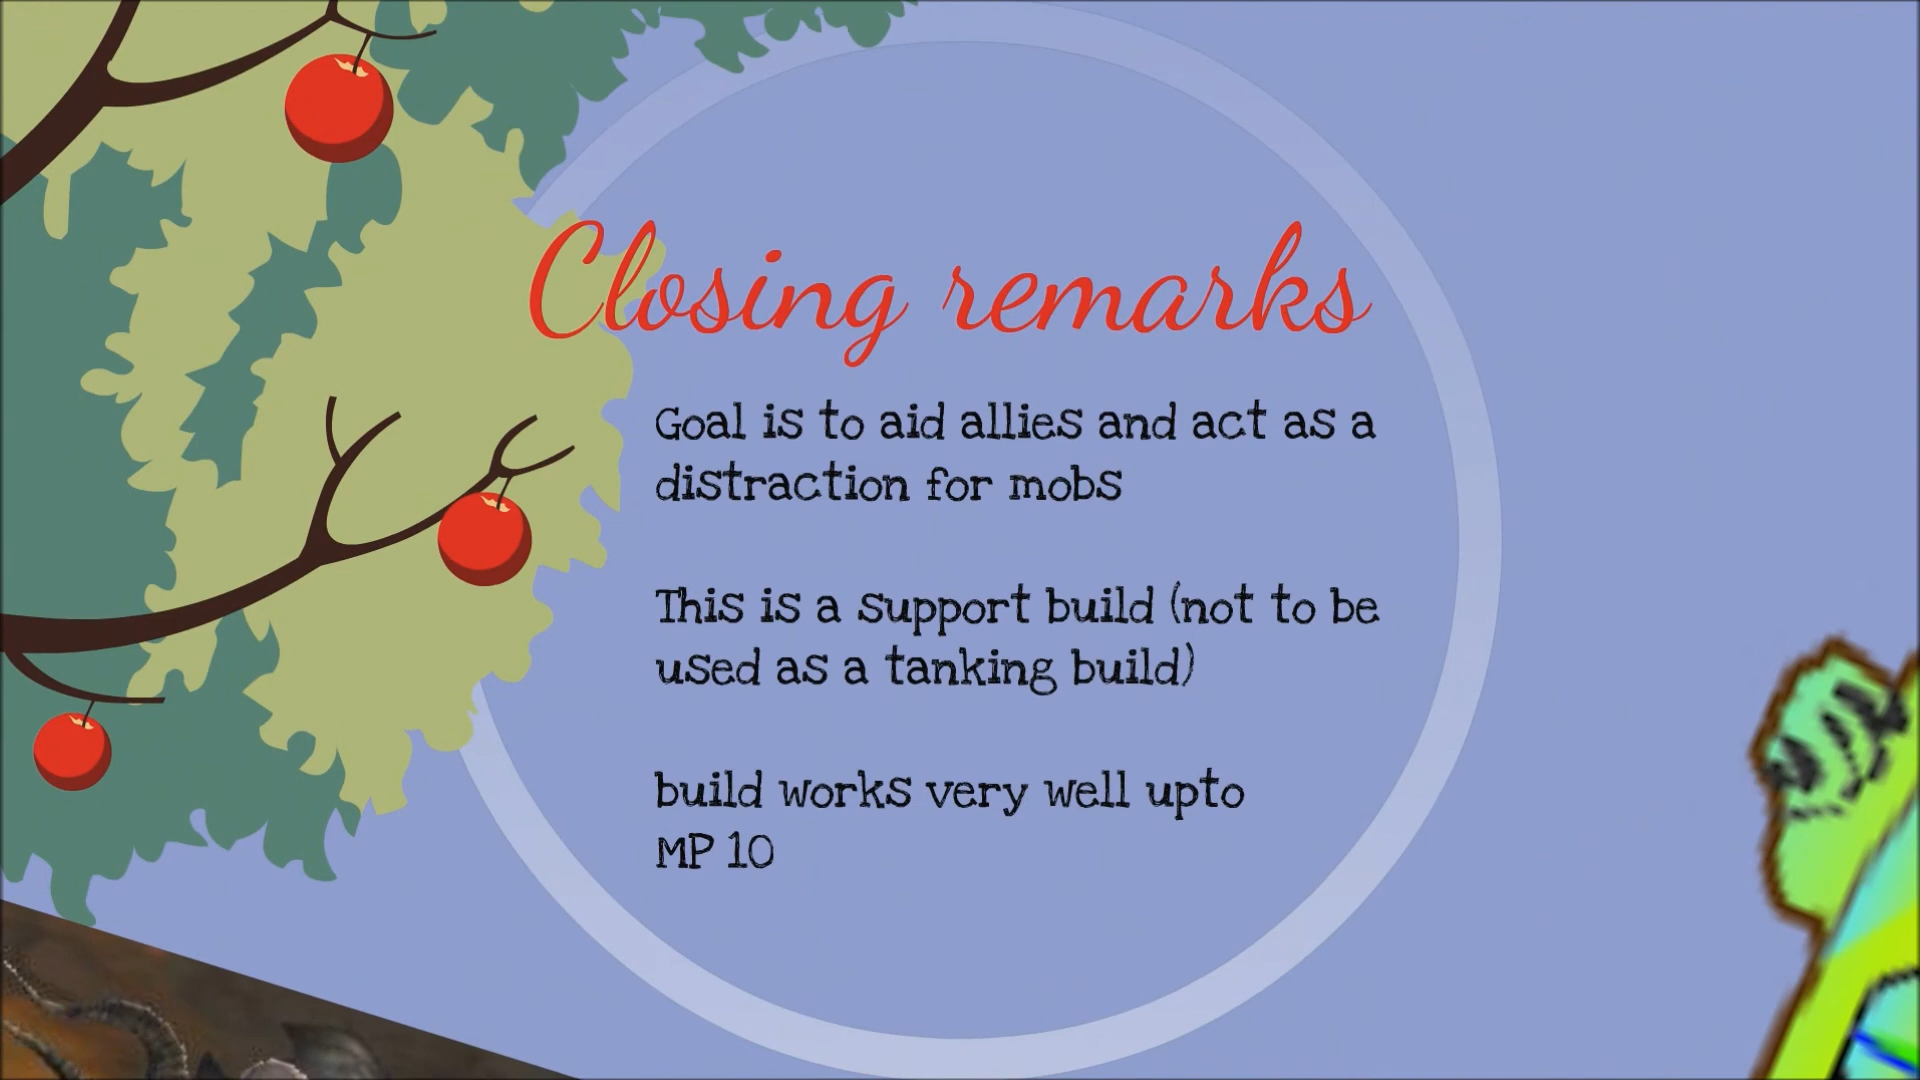 Closing remarks
Goal is to aid allies and act as a
distraction for mobs
This is a support build (not to be
used as a tanking build)
build works very well upto
MP 10